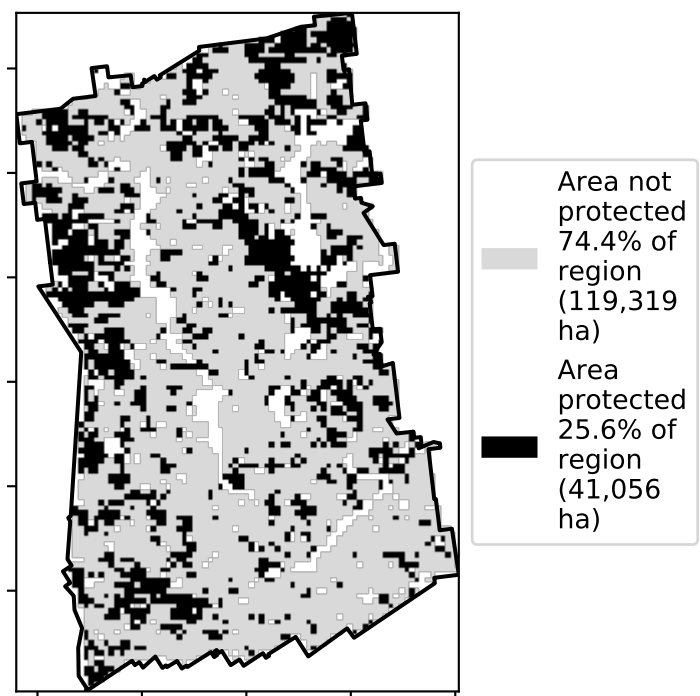 Area not
protected
74.4% of
region
(119,319
ha)
Area
protected
25.6% of
region
(41,056
ha)